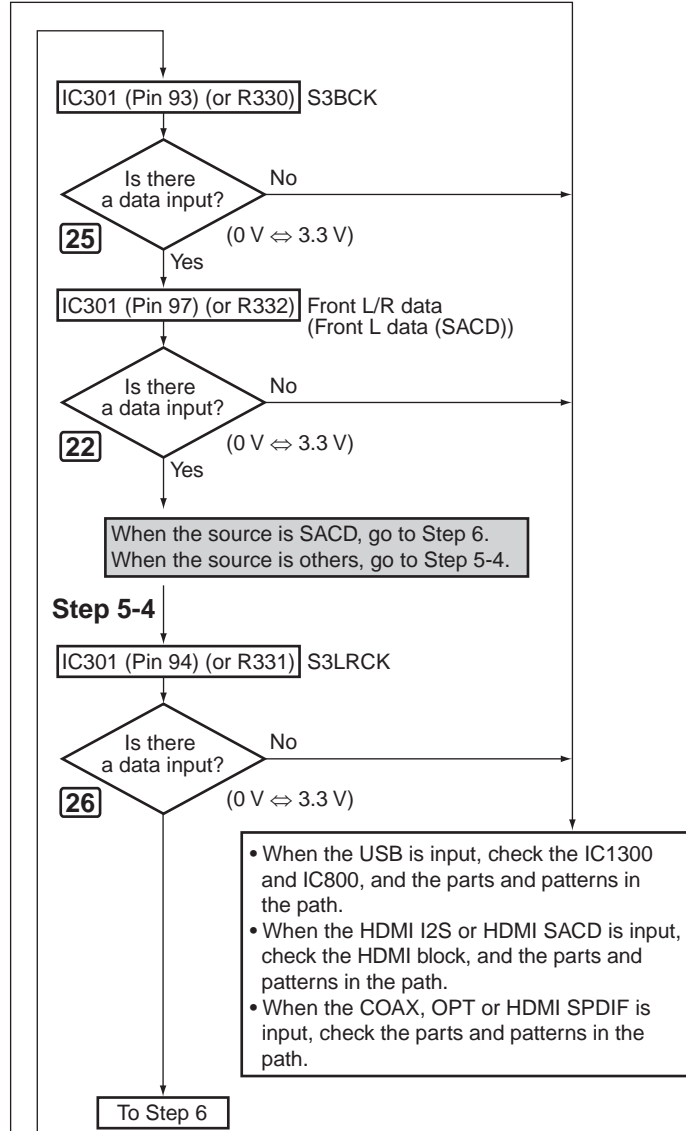 IC301 (Pin 93) (or R330) S3BCK
Is there
a data input?
No
25
(0 V ⇔ 3.3 V)
Yes
IC301 (Pin 97) (or R332) Front L/R data
(Front L data (SACD))
Is there
a data input?
No
22
(0 V ⇔ 3.3 V)
Yes
When the source is SACD, go to Step 6.
When the source is others, go to Step 5-4.
Step 5-4
IC301 (Pin 94) (or R331) S3LRCK
Is there
a data input?
No
26
(0 V ⇔ 3.3 V)
• When the USB is input, check the IC1300
and IC800, and the parts and patterns in
the path.
• When the HDMI I2S or HDMI SACD is input,
check the HDMI block, and the parts and
patterns in the path.
• When the COAX, OPT or HDMI SPDIF is
input, check the parts and patterns in the
path.
To Step 6